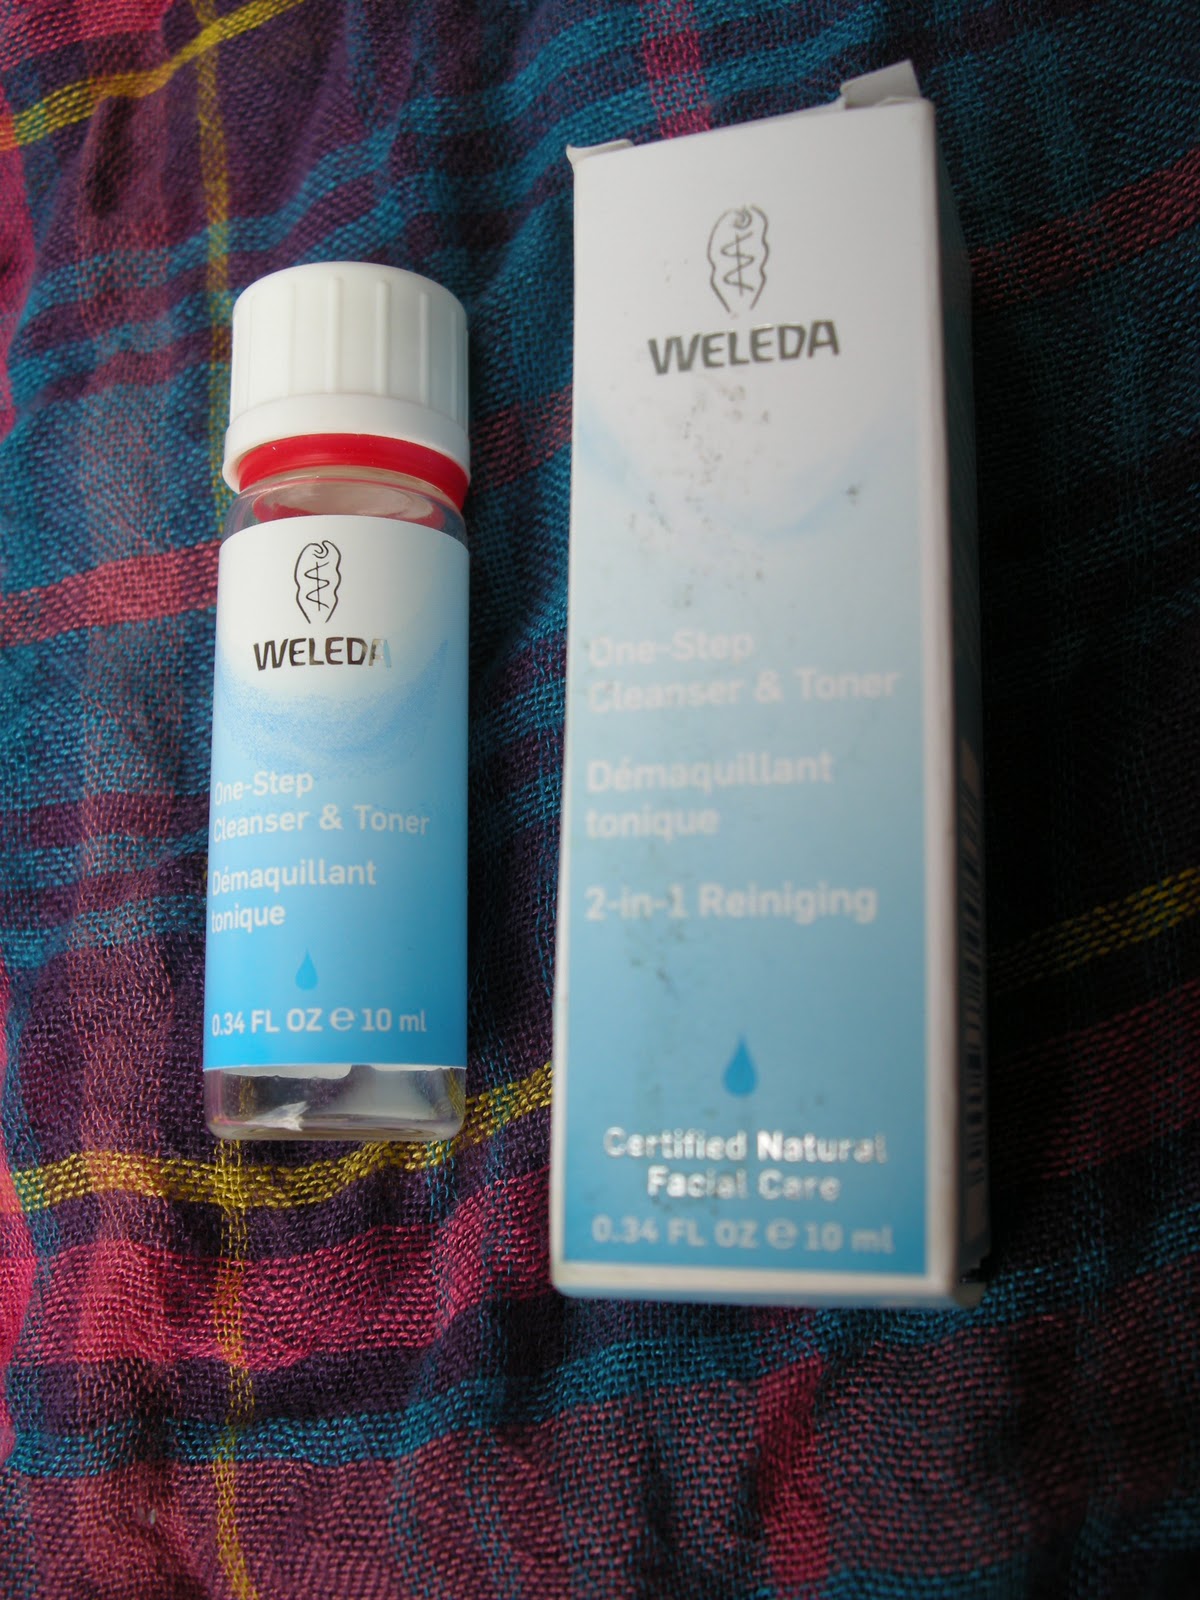 WELEDA
One-Step
Cleanser & Toner
Démaquillant
tonique
0.34 FL OZ e 10 ml
WELEDA
One-Step
Cleanser & Toner
Démaquillant
tonique
2-in-1 Reiniging
Certified Natural
Facial Care
0.34 FL OZ e 10 ml